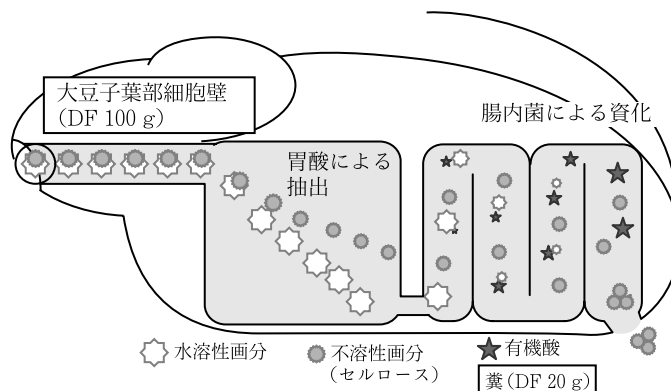 大豆子葉部細胞壁
(DF 100 g)
腸内菌による資化
胃酸による
抽出
水溶性画分
不溶性画分
(セルロース)
有機酸
糞(DF 20 g)